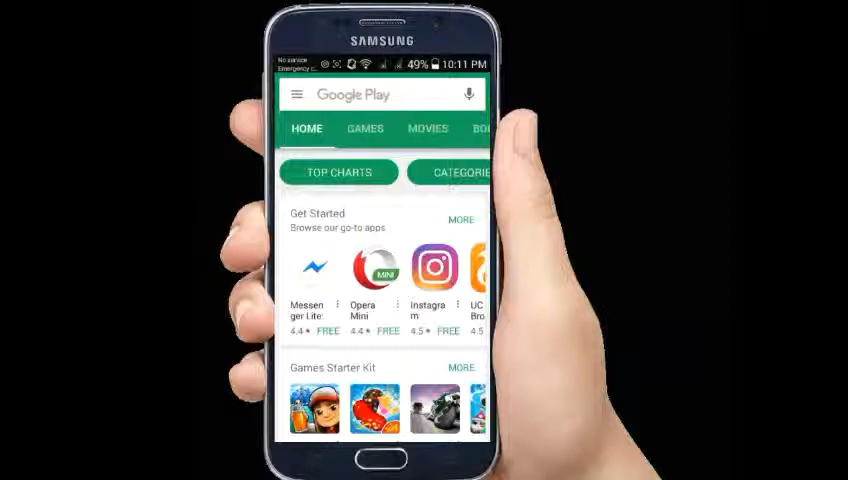 SAMSUNG
No service
Emergency c...
49% 10:11 PM
Google Play
HOME GAMES MOVIES BOO
TOP CHARTS CATEGORIE
Get Started
Browse our go-to apps
MORE
MINI
Messen
ger Lite:
4.4 FREE
Opera
Mini
4.4 FREE
Instagra
m
4.5 FREE
UC
Bro
4.5
Games Starter Kit
MORE